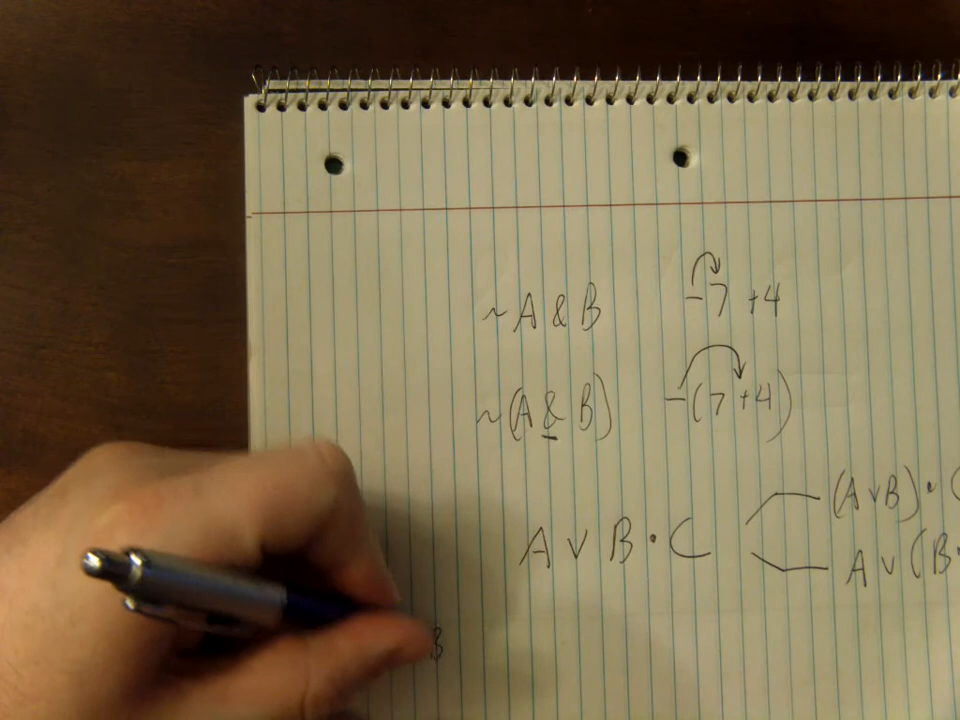 ~A & B -7 +4
~(A & B) -(7+4)
(A v B) •
A v B • C
A v (B •
B